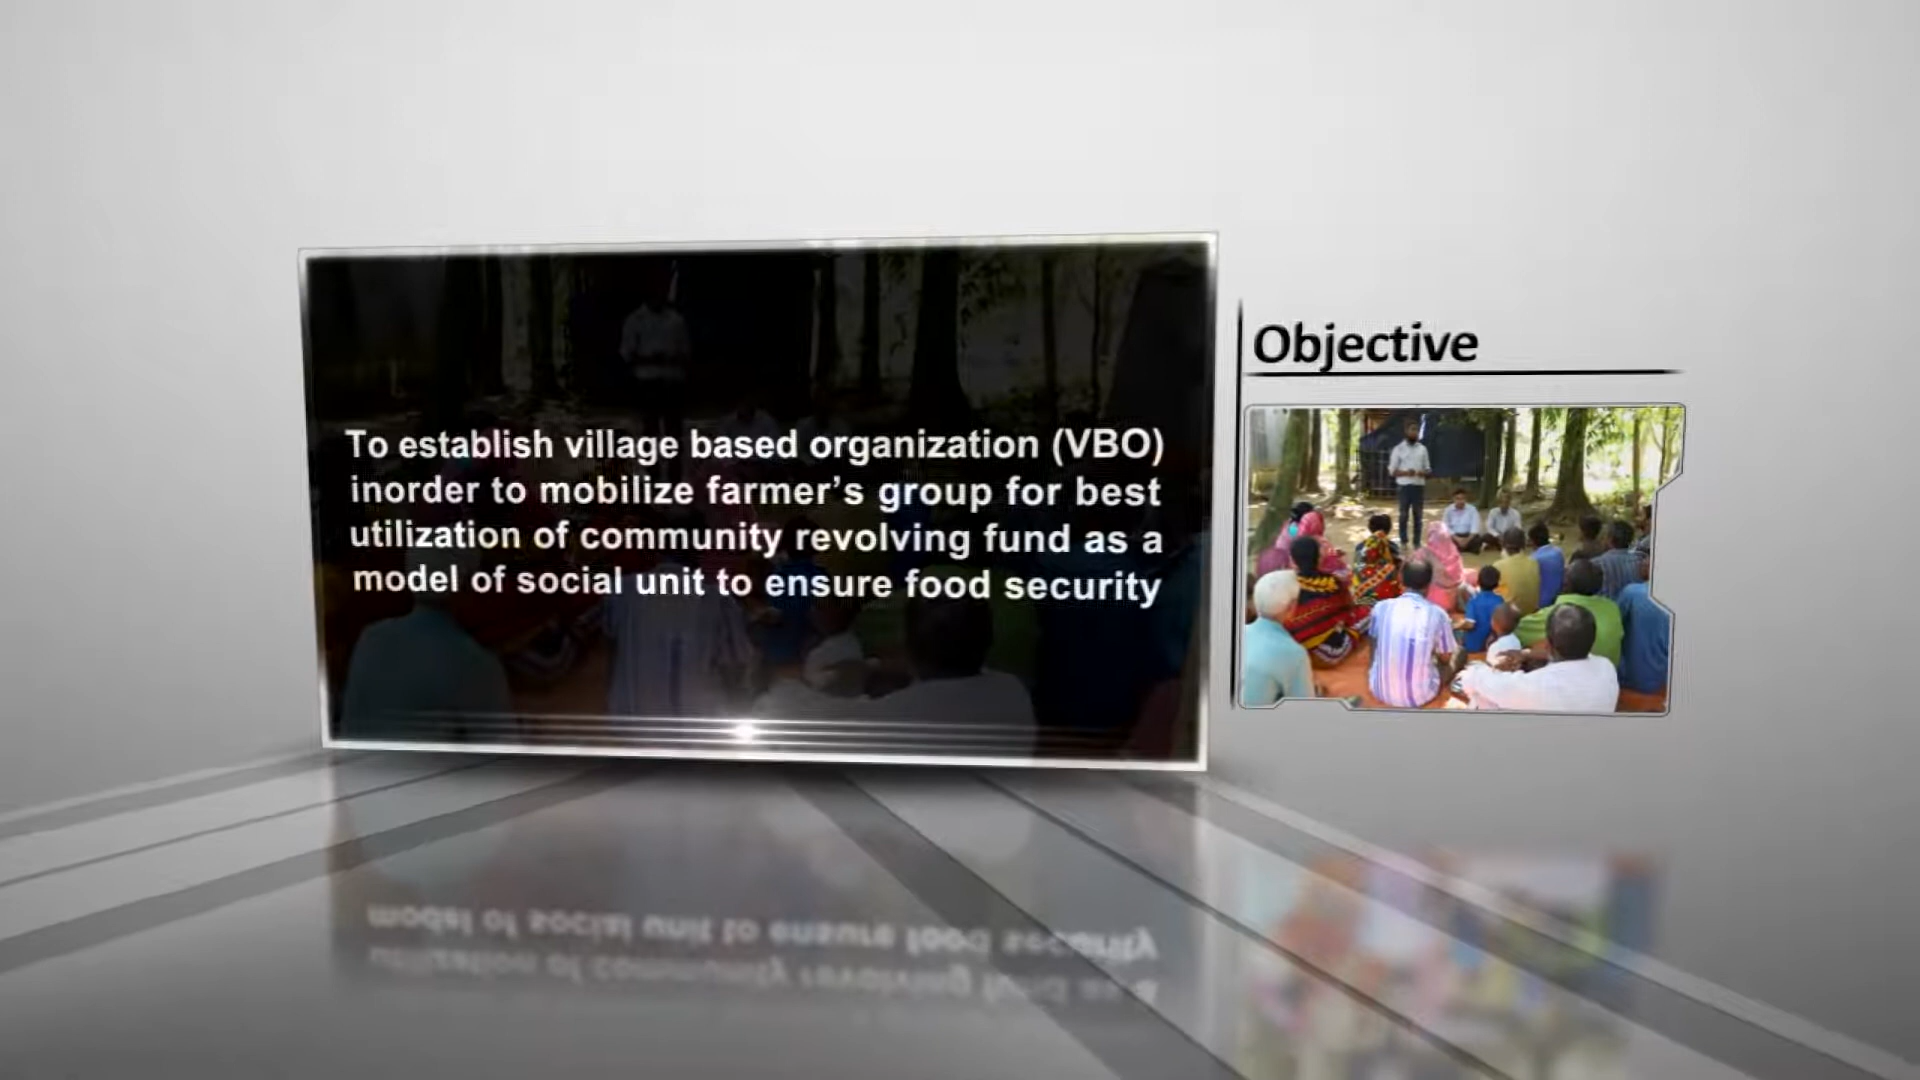 Objective
To establish village based organization (VBO)
inorder to mobilize farmer's group for best
utilization of community revolving fund as a
model of social unit to ensure food security